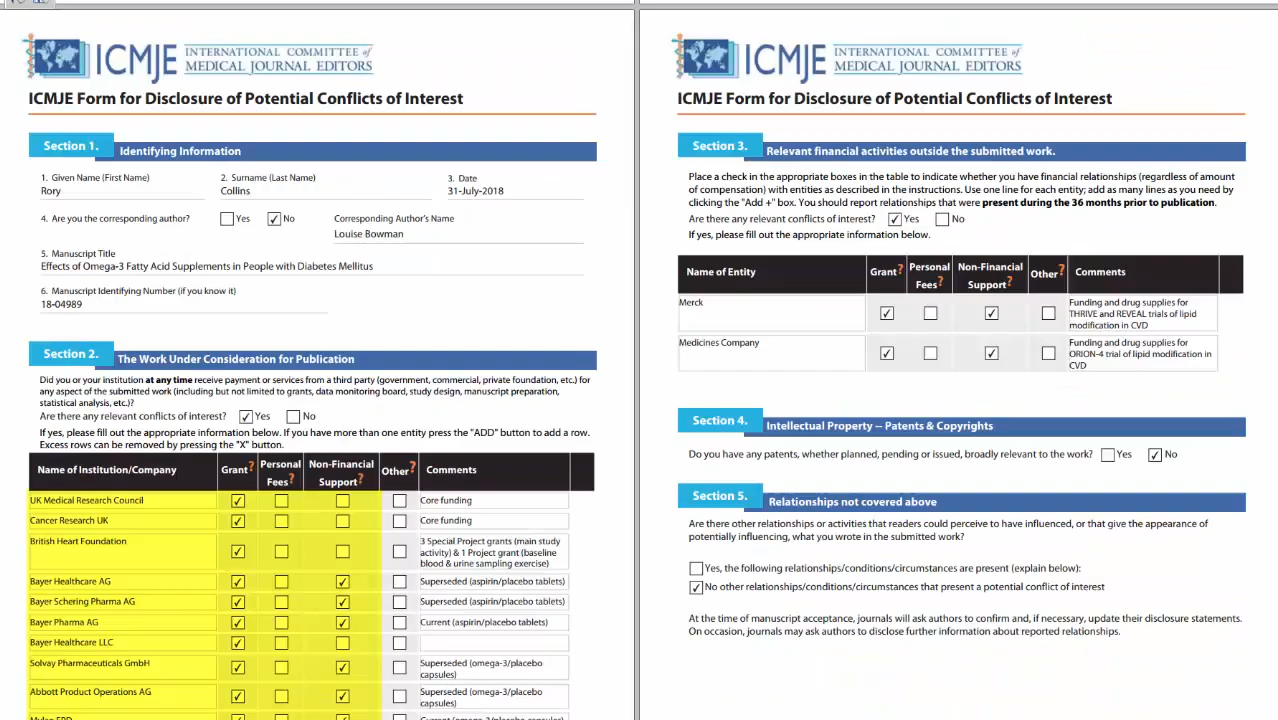 ICMJE INTERNATIONAL COMMITTEE of
MEDICAL JOURNAL EDITORS
ICMJE Form for Disclosure of Potential Conflicts of Interest
Section 1. Identifying Information
1. Given Name (First Name) 2. Surname (Last Name) 3. Date
Rory Collins 31-July-2018
4. Are you the corresponding author? Yes ✓ No Corresponding Author's Name
Louise Bowman
5. Manuscript Title
Effects of Omega-3 Fatty Acid Supplements in People with Diabetes Mellitus
6. Manuscript Identifying Number (if you know it)
18-04989
Section 2. The Work Under Consideration for Publication
Did you or your institution at any time receive payment or services from a third party (government, commercial, private foundation, etc.) for
any aspect of the submitted work (including but not limited to grants, data monitoring board, study design, manuscript preparation,
statistical analysis, etc.)?
Are there any relevant conflicts of interest? ✓ Yes No
If yes, please fill out the appropriate information below. If you have more than one entity press the "ADD" button to add a row.
Excess rows can be removed by pressing the "X" button.
Name of Institution/Company Grant? Personal Fees? Non-Financial Support? Other? Comments
UK Medical Research Council ✓ Core funding
Cancer Research UK ✓ Core funding
British Heart Foundation ✓ 3 Special Project grants (main study
activity) & 1 Project grant (baseline
blood & urine sampling exercise)
Bayer Healthcare AG ✓ ✓ Superseded (aspirin/placebo tablets)
Bayer Schering Pharma AG ✓ ✓ Superseded (aspirin/placebo tablets)
Bayer Pharma AG ✓ ✓ Current (aspirin/placebo tablets)
Bayer Healthcare LLC ✓
Solvay Pharmaceuticals GmbH ✓ ✓ Superseded (omega-3/placebo
capsules)
Abbott Product Operations AG ✓ ✓ Superseded (omega-3/placebo
capsules)
Mylan EPD Current (omega-3/placebo capsules)
ICMJE INTERNATIONAL COMMITTEE of
MEDICAL JOURNAL EDITORS
ICMJE Form for Disclosure of Potential Conflicts of Interest
Section 3. Relevant financial activities outside the submitted work.
Place a check in the appropriate boxes in the table to indicate whether you have financial relationships (regardless of amount
of compensation) with entities as described in the instructions. Use one line for each entity; add as many lines as you need by
clicking the "Add +" box. You should report relationships that were present during the 36 months prior to publication.
Are there any relevant conflicts of interest? ✓ Yes No
If yes, please fill out the appropriate information below.
Name of Entity Grant? Personal Fees? Non-Financial Support? Other? Comments
Merck ✓ ✓ Funding and drug supplies for
THRIVE and REVEAL trials of lipid
modification in CVD
Medicines Company ✓ ✓ Funding and drug supplies for
ORION-4 trial of lipid modification in
CVD
Section 4. Intellectual Property -- Patents & Copyrights
Do you have any patents, whether planned, pending or issued, broadly relevant to the work? Yes ✓ No
Section 5. Relationships not covered above
Are there other relationships or activities that readers could perceive to have influenced, or that give the appearance of
potentially influencing, what you wrote in the submitted work?
Yes, the following relationships/conditions/circumstances are present (explain below):
✓ No other relationships/conditions/circumstances that present a potential conflict of interest
At the time of manuscript acceptance, journals will ask authors to confirm and, if necessary, update their disclosure statements.
On occasion, journals may ask authors to disclose further information about reported relationships.